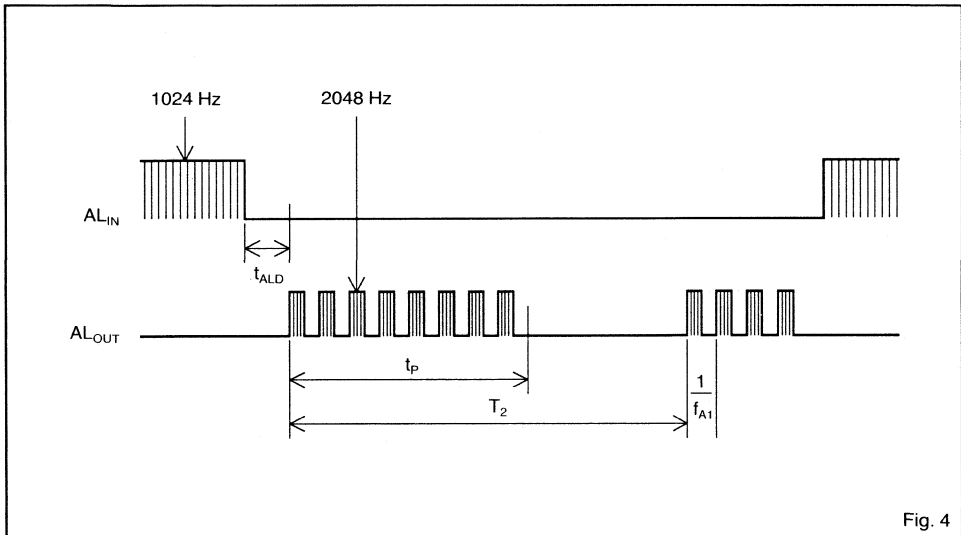 1024 Hz 2048 Hz
AL_IN
t_ALD
AL_OUT
t_P
T_2
1
f_A1
Fig. 4